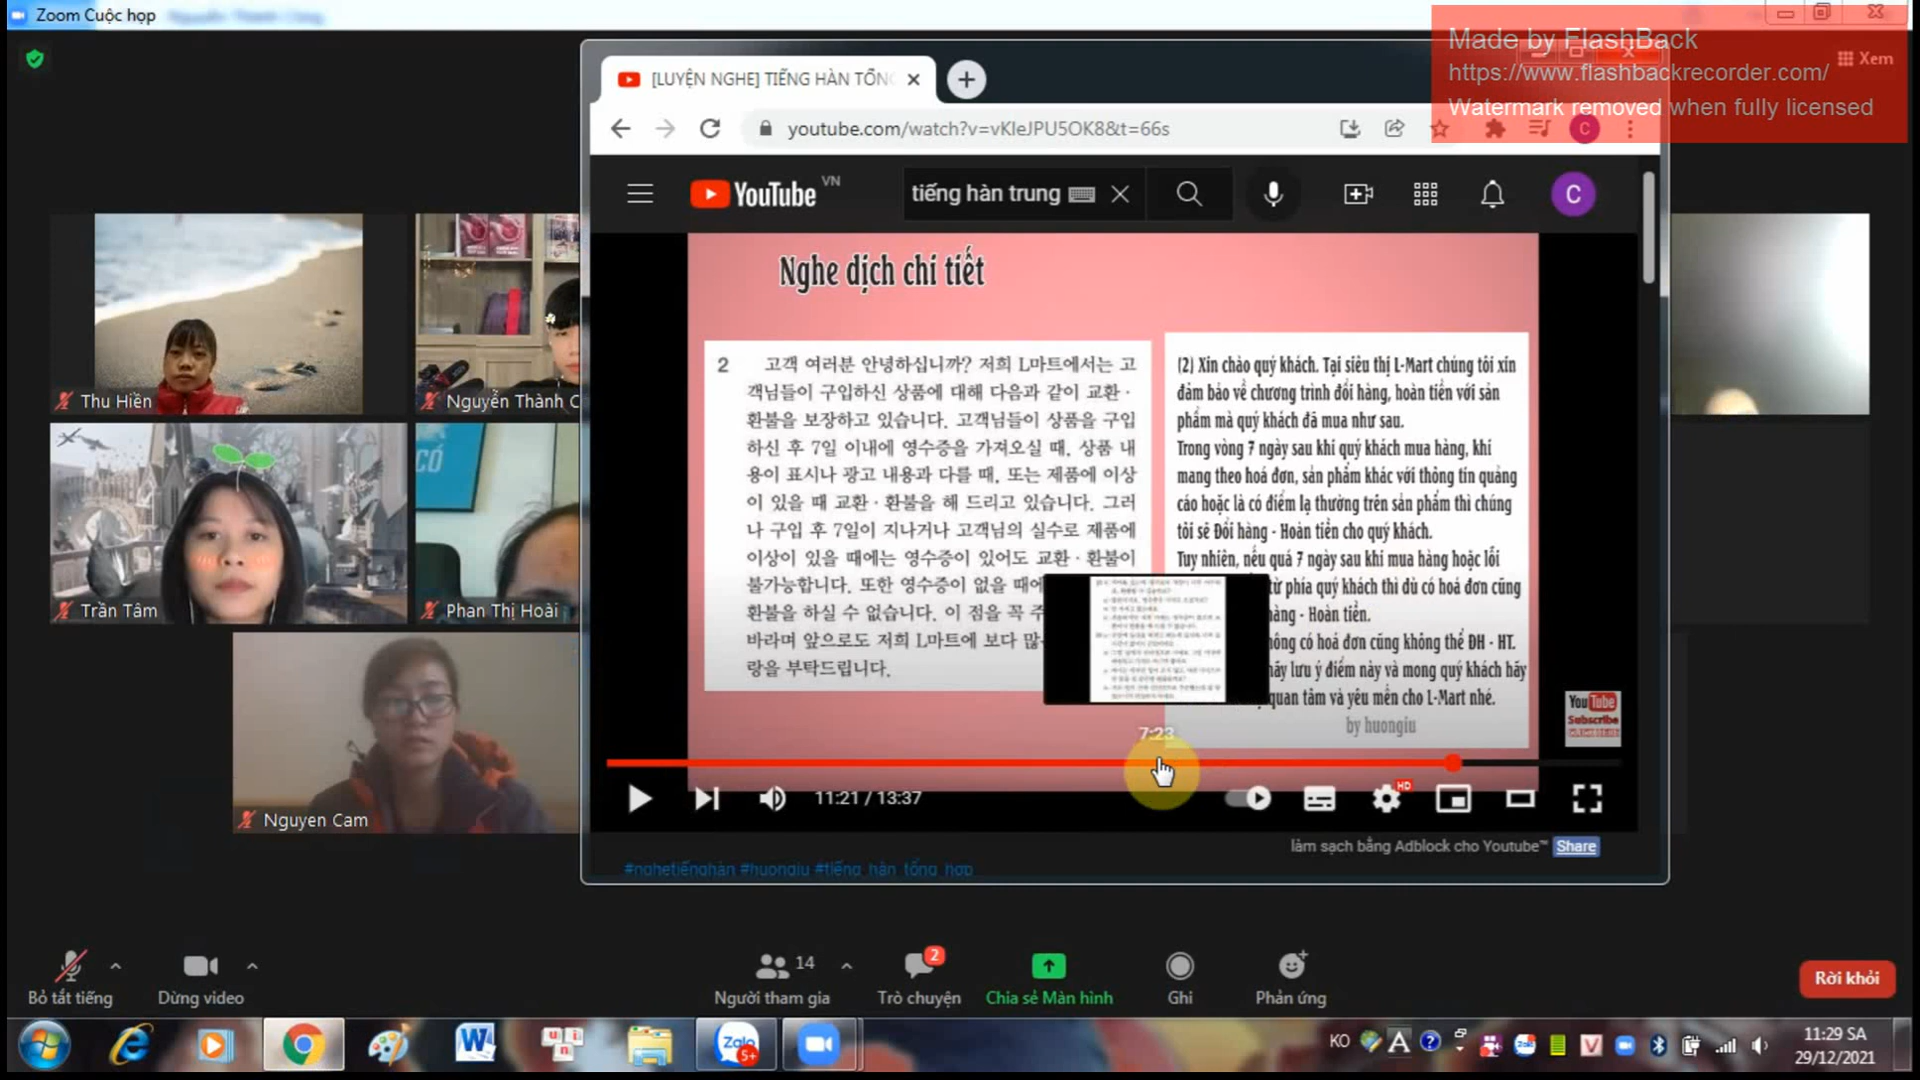 Zoom Cuộc họp
Made by FlashBack
https://www.flashbackrecorder.com/
Watermark removed when fully licensed
Xem
[LUYỆN NGHE] TIẾNG HÀN TỔNG
youtube.com/watch?v=vKleJPU5OK8&t=66s
C
YouTube VN
tiếng hàn trung
C
Nghe dịch chi tiết
2 고객 여러분 안녕하십니까? 저희 L마트에서는 고
객님들이 구입하신 상품에 대해 다음과 같이 교환·
환불을 보장하고 있습니다. 고객님들이 상품을 구입
하신 후 7일 이내에 영수증을 가져오실 때, 상품 내
용이 표시나 광고 내용과 다를 때, 또는 제품에 이상
이 있을 때 교환·환불을 해 드리고 있습니다. 그러
나 구입 후 7일이 지나거나 고객님의 실수로 제품에
이상이 있을 때에는 영수증이 있어도 교환·환불이
불가능합니다. 또한 영수증이 없을 때에
환불을 하실 수 없습니다. 이 점을 꼭 주
바라며 앞으로도 저희 L마트에 보다 많
랑을 부탁드립니다.
(2) Xin chào quý khách. Tại siêu thị L-Mart chúng tôi xin
đảm bảo về chương trình đổi hàng, hoàn tiền với sản
phẩm mà quý khách đã mua như sau.
Trong vòng 7 ngày sau khi quý khách mua hàng, khi
mang theo hoá đơn, sản phẩm khác với thông tin quảng
cáo hoặc là có điểm lạ thường trên sản phẩm thì chúng
tôi sẽ Đổi hàng - Hoàn tiền cho quý khách.
Tuy nhiên, nếu quá 7 ngày sau khi mua hàng hoặc lỗi
từ phía quý khách thì dù có hoá đơn cũng
hàng - Hoàn tiền.
hông có hoá đơn cũng không thể ĐH - HT.
hãy lưu ý điểm này và mong quý khách hãy
quan tâm và yêu mến cho L-Mart nhé.
by huongiu
You Tube
Subscribe
7:23
11:21 / 13:37
HD
làm sạch bằng Adblock cho Youtube™ Share
#nghetiếnghàn #huongiu #tiếng_hàn_tổng_hợp
Thu Hiền
Nguyễn Thành C
CÓ
Trần Tâm
Phan Thị Hoài
Nguyen Cam
Bỏ tắt tiếng
Dừng video
14
Người tham gia
2
Trò chuyện
Chia sẻ Màn hình
Ghi
Phản ứng
Rời khỏi
Zalo
5+
KO
11:29 SA
29/12/2021